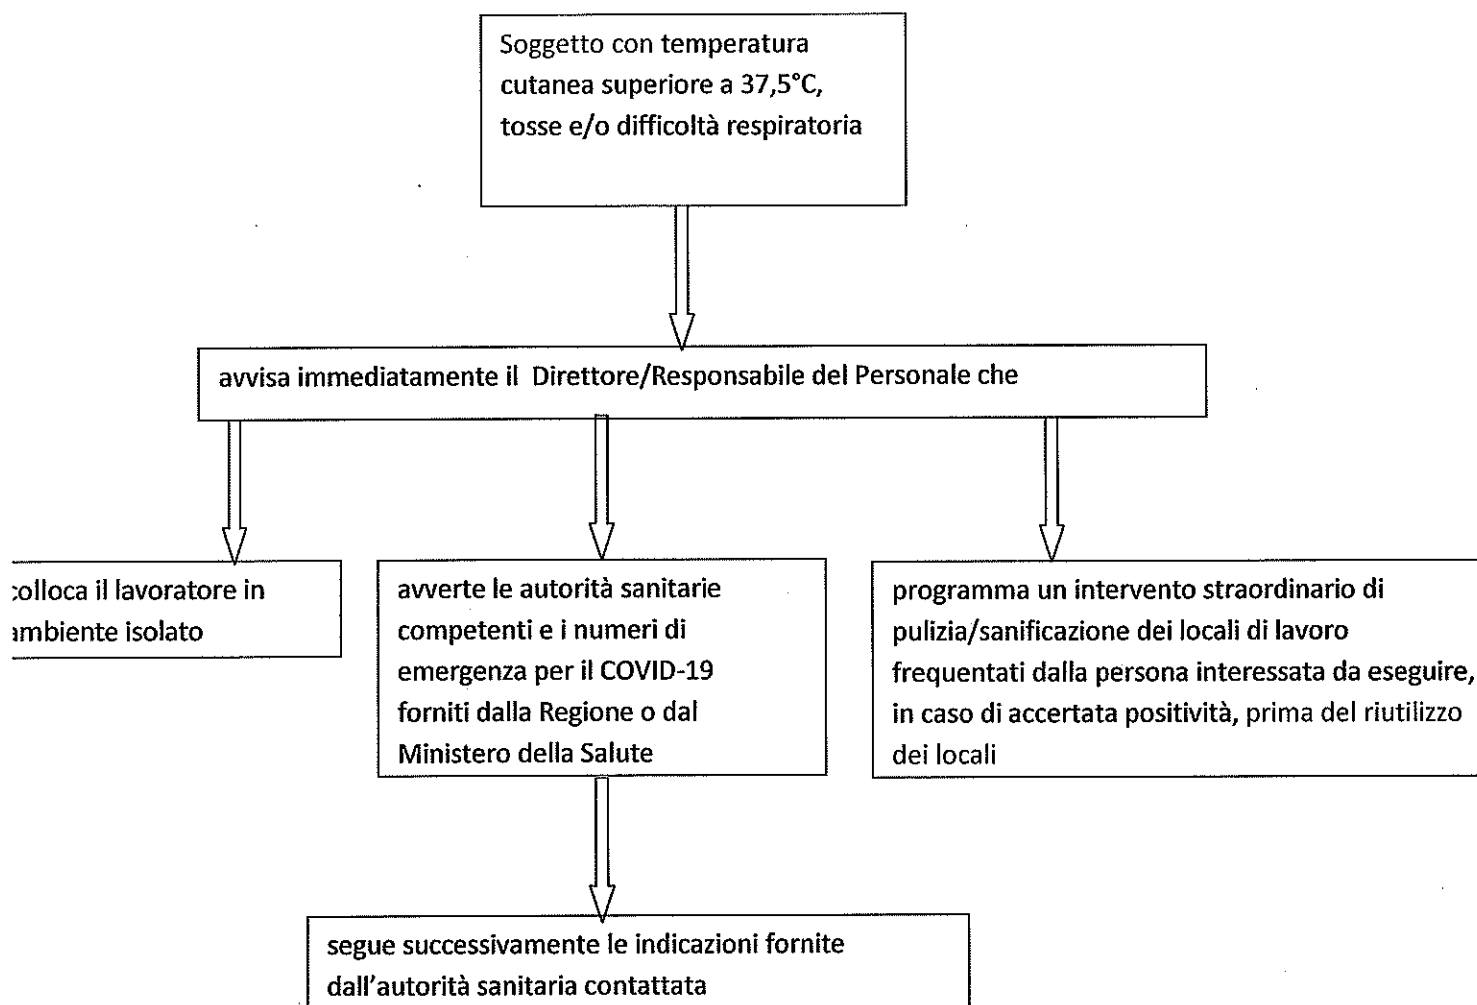 Soggetto con temperatura
cutanea superiore a 37,5°C,
tosse e/o difficoltà respiratoria
avvisa immediatamente il Direttore/Responsabile del Personale che
colloca il lavoratore in
ambiente isolato
avverte le autorità sanitarie
competenti e i numeri di
emergenza per il COVID-19
forniti dalla Regione o dal
Ministero della Salute
programma un intervento straordinario di
pulizia/sanificazione dei locali di lavoro
frequentati dalla persona interessata da eseguire,
in caso di accertata positività, prima del riutilizzo
dei locali
segue successivamente le indicazioni fornite
dall'autorità sanitaria contattata